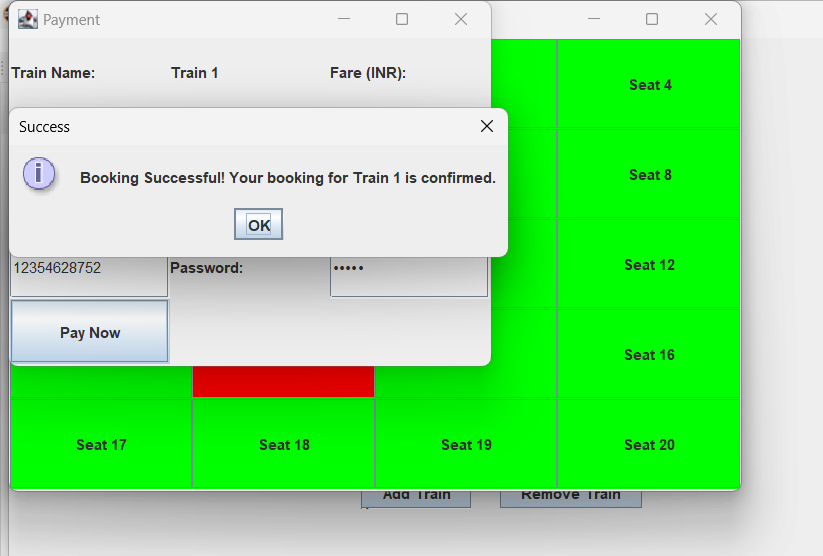 Payment
Train Name: Train 1 Fare (INR):
Seat 4
Success
Booking Successful! Your booking for Train 1 is confirmed.
Seat 8
OK
12354628752 Password: •••••
Seat 12
Pay Now
Seat 16
Seat 17 Seat 18 Seat 19 Seat 20
Add Train Remove Train